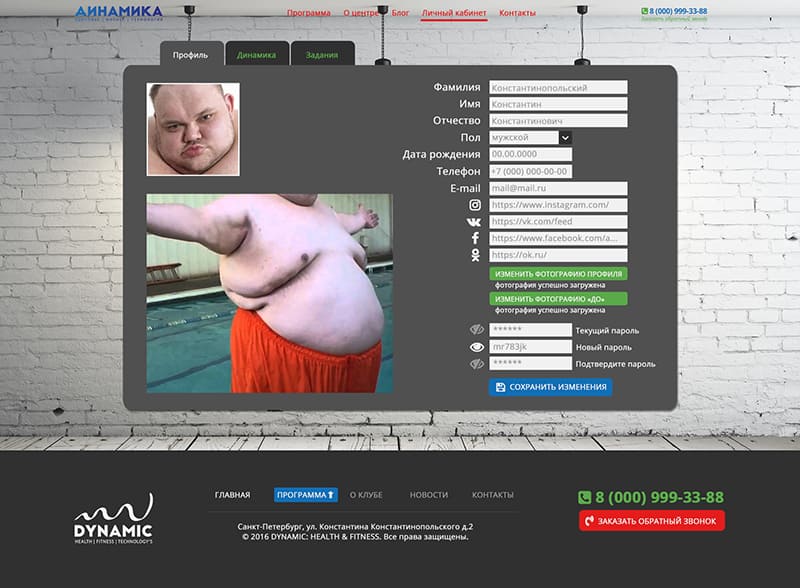 ДИНАМИКА
Программа О центре Блог Личный кабинет Контакты
8 (000) 999-33-88
Заказать обратный звонок
Профиль Динамика Задания
Фамилия Константинопольский
Имя Константин
Отчество Константинович
Пол мужской
Дата рождения 00.00.0000
Телефон +7 (000) 000-00-00
E-mail mail@mail.ru
https://www.instagram.com/
https://vk.com/feed
https://www.facebook.com/a...
https://ok.ru/
ИЗМЕНИТЬ ФОТОГРАФИЮ ПРОФИЛЯ
фотография успешно загружена
ИЗМЕНИТЬ ФОТОГРАФИЮ «ДО»
фотография успешно загружена
****** Текущий пароль
mr783jk Новый пароль
****** Подтвердите пароль
СОХРАНИТЬ ИЗМЕНЕНИЯ
ГЛАВНАЯ ПРОГРАММА О КЛУБЕ НОВОСТИ КОНТАКТЫ
8 (000) 999-33-88
ЗАКАЗАТЬ ОБРАТНЫЙ ЗВОНОК
DYNAMIC
HEALTH | FITNESS | TECHNOLOGY'S
Санкт-Петербург, ул. Константина Константинопольского д.2
© 2016 DYNAMIC: HEALTH & FITNESS. Все права защищены.